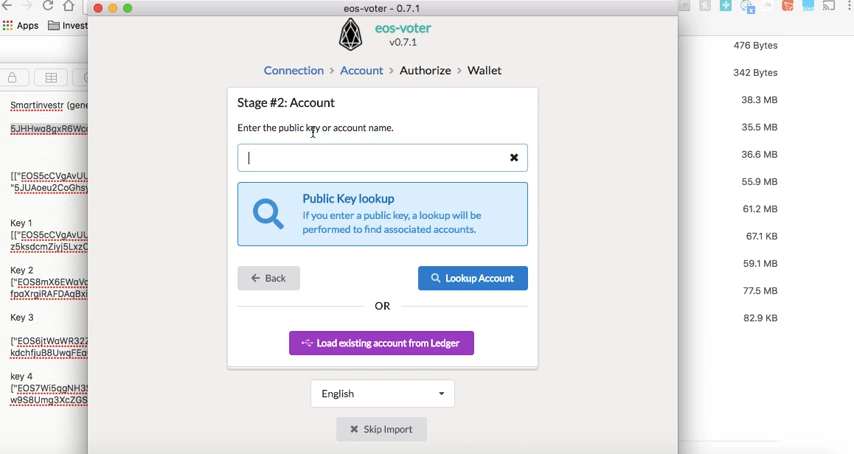 eos-voter - 0.7.1
Apps Invest
eos-voter
v0.7.1
Connection > Account > Authorize > Wallet
Stage #2: Account
Enter the public key or account name.
Public Key lookup
If you enter a public key, a lookup will be
performed to find associated accounts.
Back
Lookup Account
OR
Load existing account from Ledger
English
Skip Import
Smartinvestr (gene
Key 1
Key 2
Key 3
key 4
476 Bytes
342 Bytes
38.3 MB
35.5 MB
36.6 MB
55.9 MB
61.2 MB
67.1 KB
59.1 MB
77.5 MB
82.9 KB